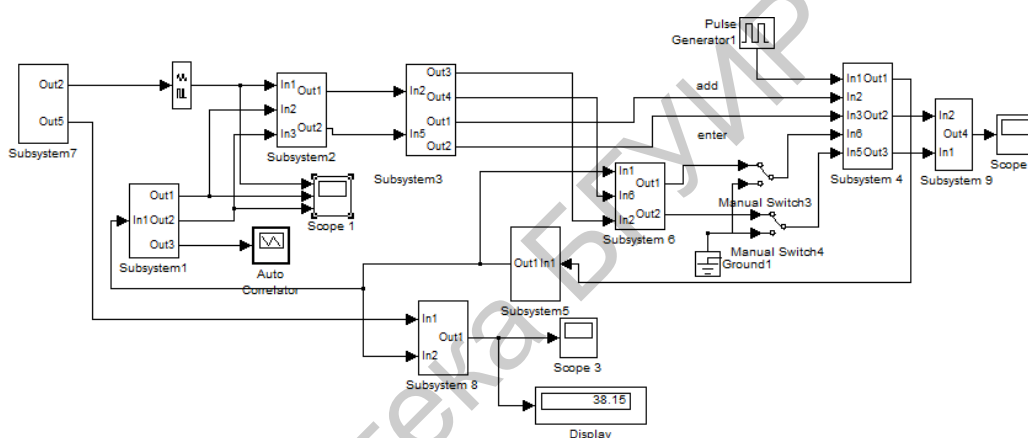 Pulse
Generator1
Out2
Out5
Subsystem7
In1
In2
In3
Out1
Out2
Subsystem2
In2
In5
Out3
Out4
Out1
Out2
Subsystem3
add
enter
In1
In2
In3
In6
In5
Out1
Out2
Out3
Subsystem 4
In2
In1
Out4
Subsystem 9
Scope
In1
Out1
Out2
Out3
Subsystem1
Scope 1
Auto
Correlator
In1
In6
In2
Out1
Out2
Subsystem 6
Manual Switch3
Manual Switch4
Ground1
Out1
In1
Subsystem5
In1
In2
Out1
Subsystem 8
Scope 3
38.15
Display
тека БГУИР